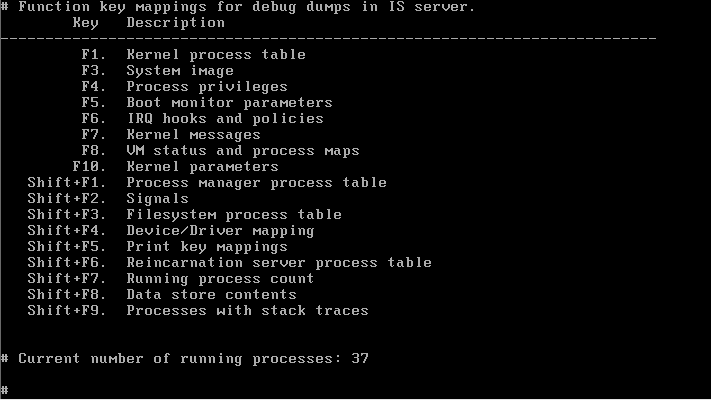 # Function key mappings for debug dumps in IS server.
        Key   Description
-------------------------------------------------------------------------------
         F1.  Kernel process table
         F3.  System image
         F4.  Process privileges
         F5.  Boot monitor parameters
         F6.  IRQ hooks and policies
         F7.  Kernel messages
         F8.  VM status and process maps
        F10.  Kernel parameters
   Shift+F1.  Process manager process table
   Shift+F2.  Signals
   Shift+F3.  Filesystem process table
   Shift+F4.  Device/Driver mapping
   Shift+F5.  Print key mappings
   Shift+F6.  Reincarnation server process table
   Shift+F7.  Running process count
   Shift+F8.  Data store contents
   Shift+F9.  Processes with stack traces
# Current number of running processes: 37
#